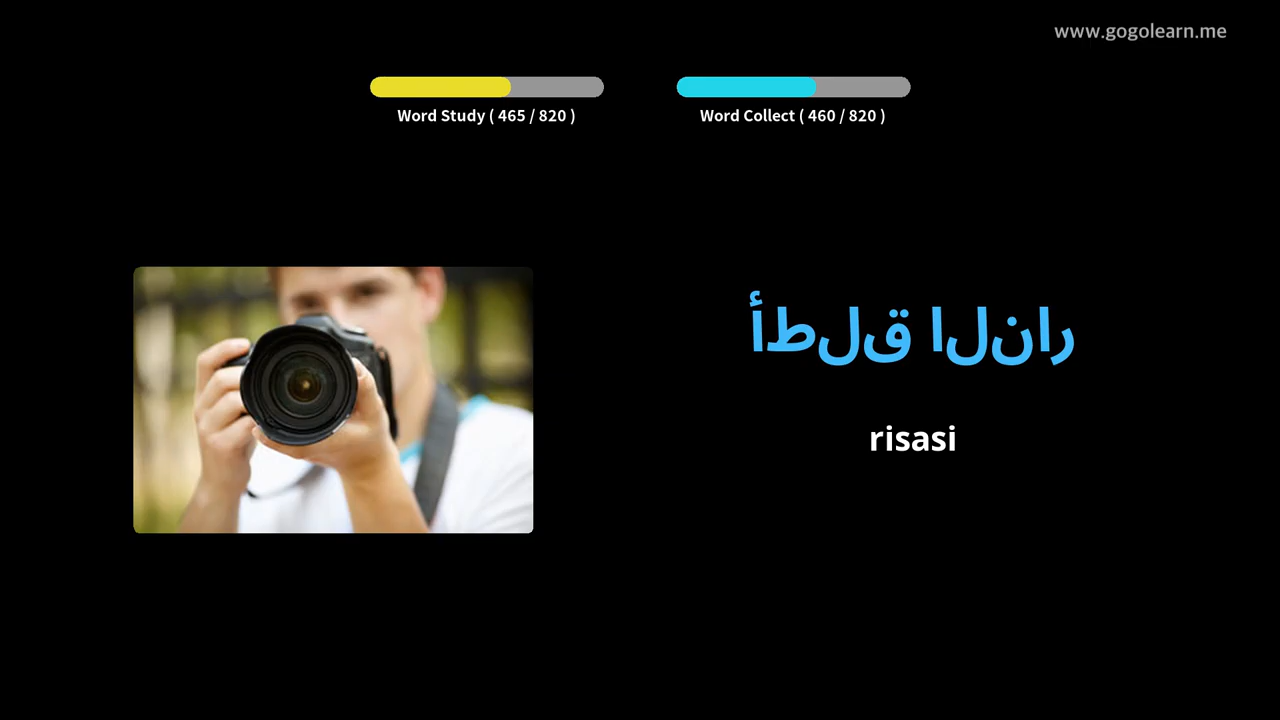 www.gogolearn.me
Word Study ( 465 / 820 )
Word Collect ( 460 / 820 )
أطلق النار
risasi